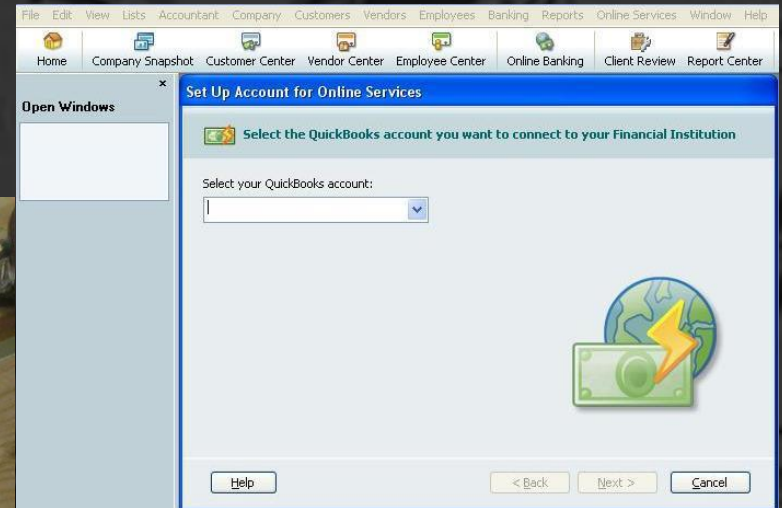 File Edit View Lists Accountant Company Customers Vendors Employees Banking Reports Online Services Window Help
Home Company Snapshot Customer Center Vendor Center Employee Center Online Banking Client Review Report Center
×
Open Windows
Set Up Account for Online Services
Select the QuickBooks account you want to connect to your Financial Institution
Select your QuickBooks account:
Help < Back Next > Cancel